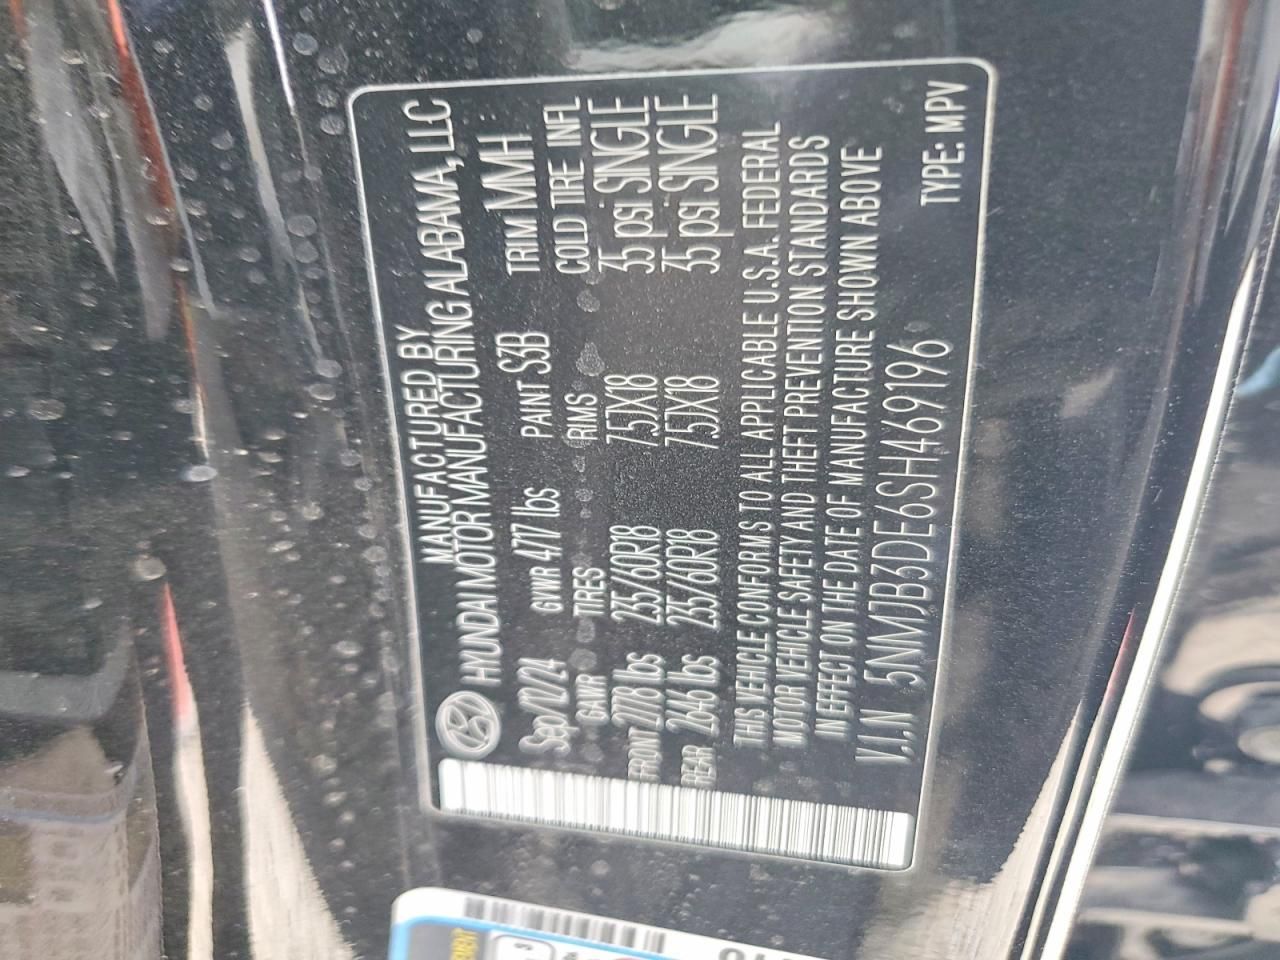 MANUFACTURED BY
HYUNDAI MOTOR MANUFACTURING ALABAMA, LLC
Sep/12/24 GVWR 4717 lbs PAINT S3B TRIM MMH
GAWR TIRES RIMS COLD TIRE INFL
FRONT 2778 lbs 235/60R18 7.5JX18 35 psi SINGLE
REAR 2646 lbs 235/60R18 7.5JX18 35 psi SINGLE
THIS VEHICLE CONFORMS TO ALL APPLICABLE U.S.A. FEDERAL
MOTOR VEHICLE SAFETY AND THEFT PREVENTION STANDARDS
IN EFFECT ON THE DATE OF MANUFACTURE SHOWN ABOVE
V.I.N 5NMJB3DE6SH469196
TYPE: MPV